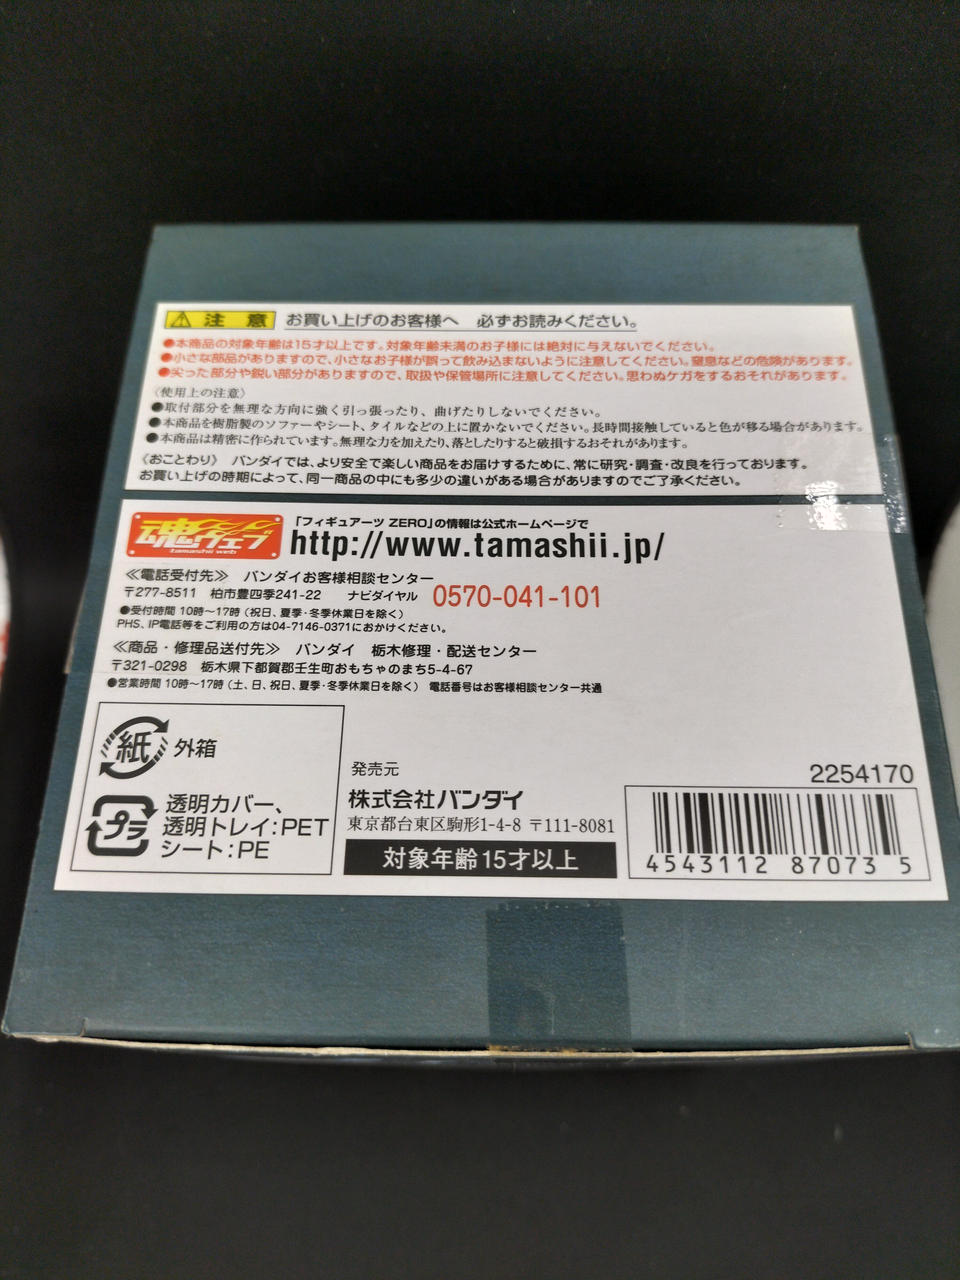 注意 お買い上げのお客様へ 必ずお読みください。
●本商品の対象年齢は15才以上です。対象年齢未満のお子様には絶対に与えないでください。
●小さな部品がありますので、小さなお子様が誤って飲み込まないように注意してください。窒息などの危険があります。
●尖った部分や鋭い部分がありますので、取扱や保管場所に注意してください。思わぬケガをするおそれがあります。
〈使用上の注意〉
●取付部分を無理な方向に強く引っ張ったり、曲げたりしないでください。
●本商品を樹脂製のソファーやシート、タイルなどの上に置かないでください。長時間接触していると色が移る場合があります。
●本商品は精密に作られています。無理な力を加えたり、落としたりすると破損するおそれがあります。
〈おことわり〉 バンダイでは、より安全で楽しい商品をお届けするために、常に研究・調査・改良を行っております。
お買い上げの時期によって、同一商品の中にも多少の違いがある場合がありますのでご了承ください。
魂ウェブ
tamashii web
「フィギュアーツ ZERO」の情報は公式ホームページで
http://www.tamashii.jp/
≪電話受付先≫ バンダイお客様相談センター
〒277-8511 柏市豊四季241-22 ナビダイヤル 0570-041-101
●受付時間 10時〜17時(祝日、夏季・冬季休業日を除く)
PHS、IP電話等をご利用の方は04-7146-0371におかけください。
≪商品・修理品送付先≫ バンダイ 栃木修理・配送センター
〒321-0298 栃木県下都賀郡壬生町おもちゃのまち5-4-67
●営業時間 10時〜17時(土、日、祝日、夏季・冬季休業日を除く) 電話番号はお客様相談センター共通
紙 外箱
プラ 透明カバー、
透明トレイ:PET
シート:PE
発売元
株式会社バンダイ
東京都台東区駒形1-4-8 〒111-8081
対象年齢15才以上
2254170
4543112 87073 5